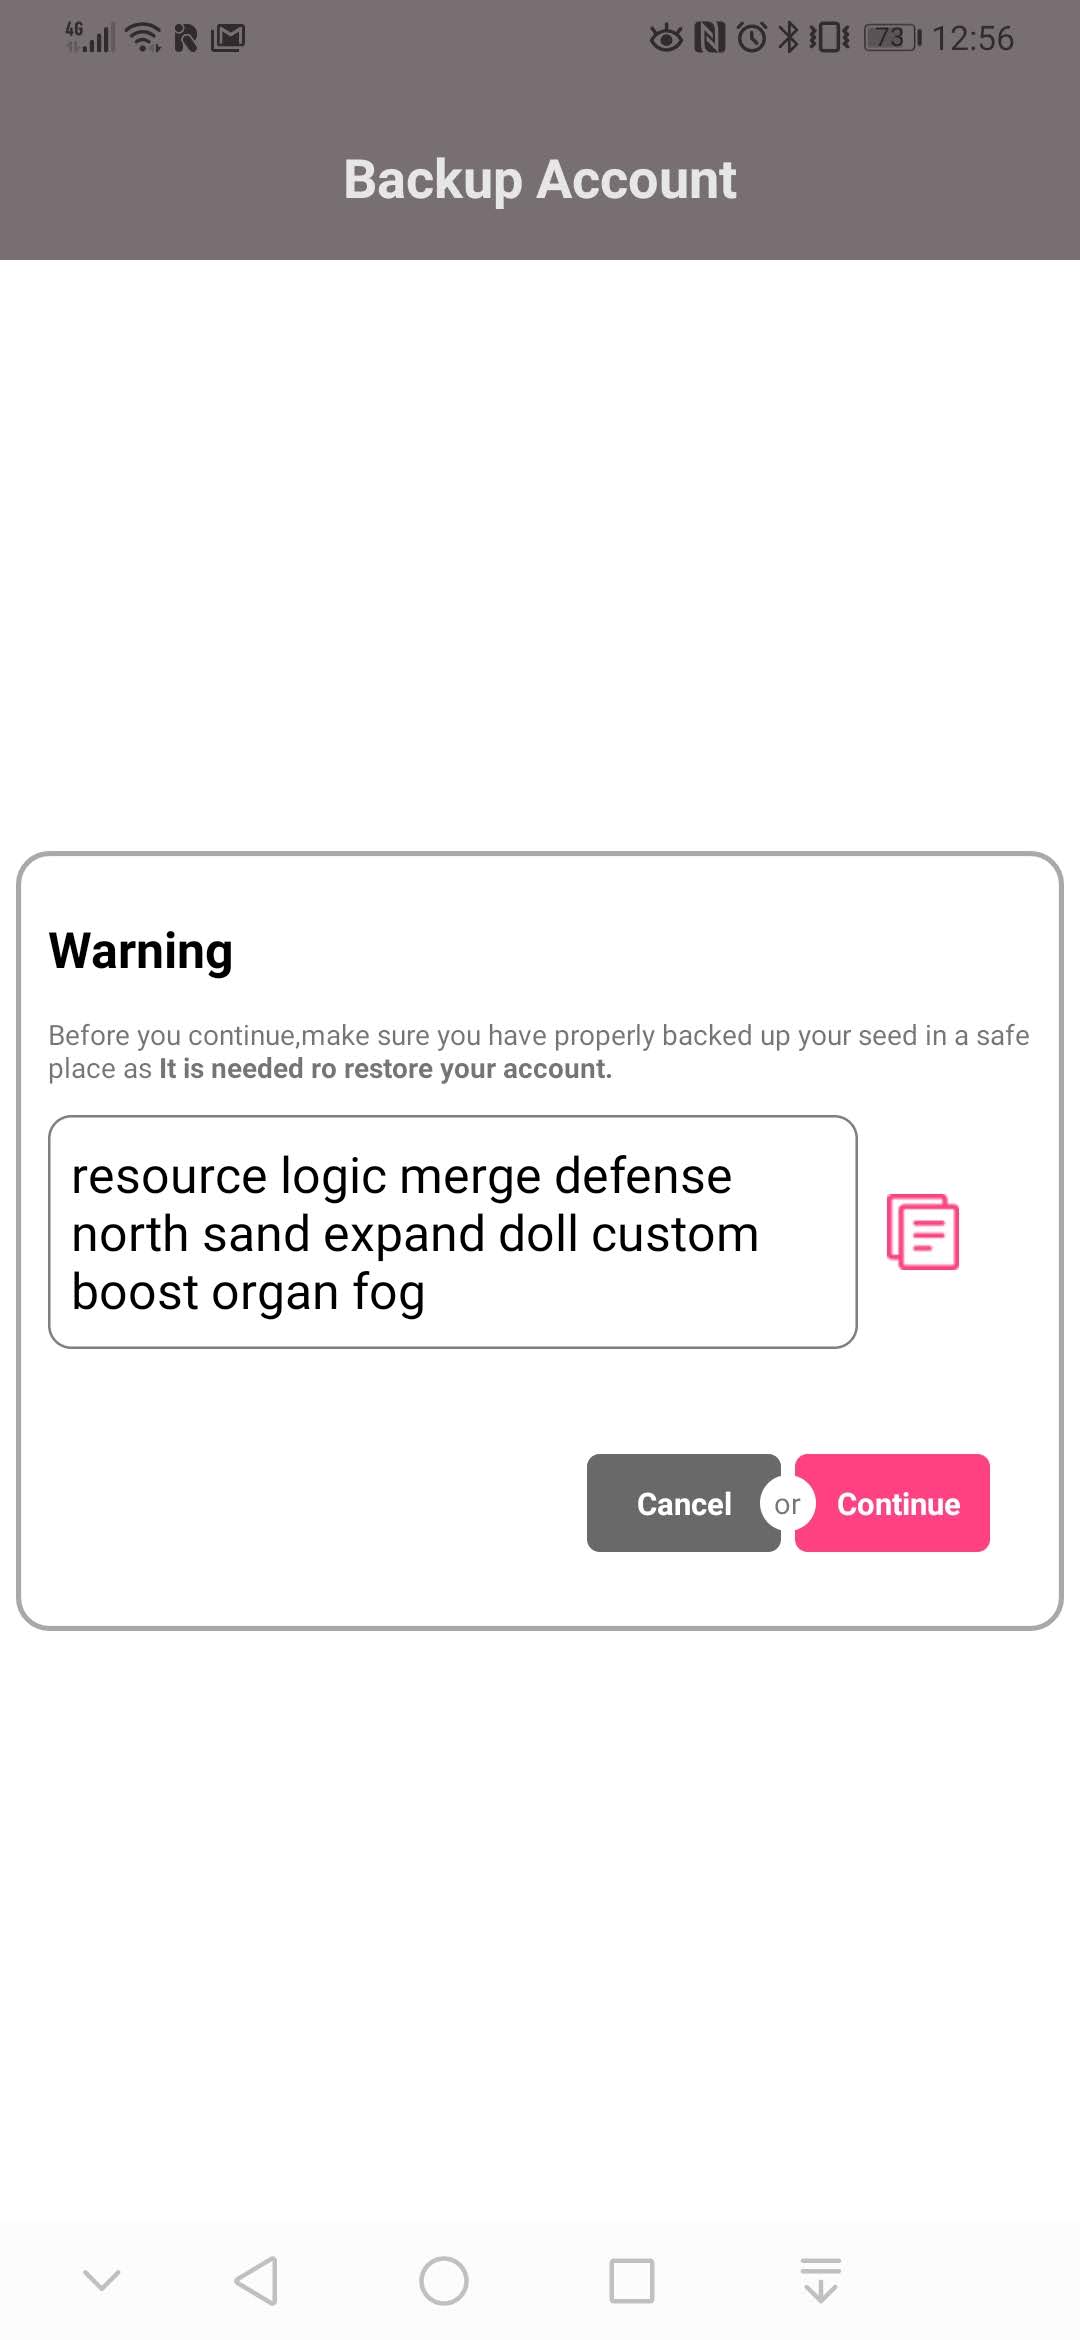 4G 73 12:56
Backup Account
Warning
Before you continue,make sure you have properly backed up your seed in a safe
place as It is needed ro restore your account.
resource logic merge defense
north sand expand doll custom
boost organ fog
Cancel or Continue